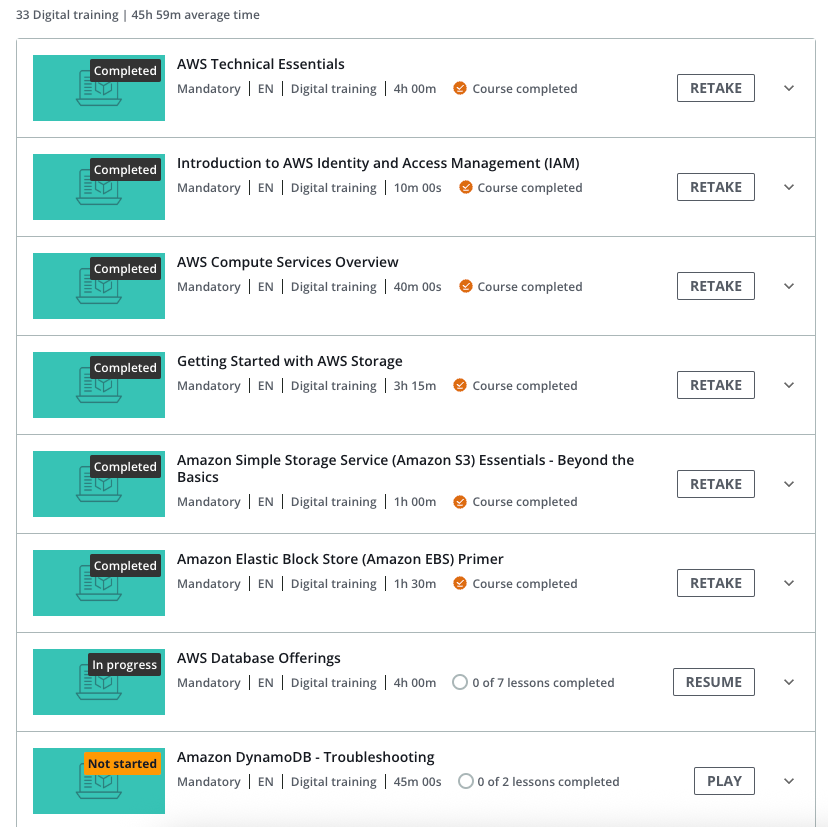 33 Digital training | 45h 59m average time
Completed
AWS Technical Essentials
Mandatory | EN | Digital training | 4h 00m Course completed
RETAKE
Completed
Introduction to AWS Identity and Access Management (IAM)
Mandatory | EN | Digital training | 10m 00s Course completed
RETAKE
Completed
AWS Compute Services Overview
Mandatory | EN | Digital training | 40m 00s Course completed
RETAKE
Completed
Getting Started with AWS Storage
Mandatory | EN | Digital training | 3h 15m Course completed
RETAKE
Completed
Amazon Simple Storage Service (Amazon S3) Essentials - Beyond the
Basics
Mandatory | EN | Digital training | 1h 00m Course completed
RETAKE
Completed
Amazon Elastic Block Store (Amazon EBS) Primer
Mandatory | EN | Digital training | 1h 30m Course completed
RETAKE
In progress
AWS Database Offerings
Mandatory | EN | Digital training | 4h 00m 0 of 7 lessons completed
RESUME
Not started
Amazon DynamoDB - Troubleshooting
Mandatory | EN | Digital training | 45m 00s 0 of 2 lessons completed
PLAY